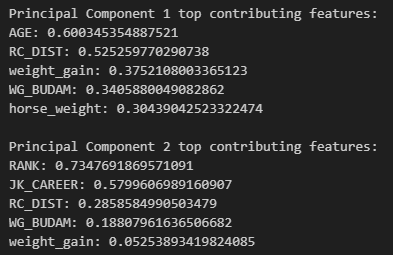 Principal Component 1 top contributing features:
AGE: 0.600345354887521
RC_DIST: 0.525259770290738
weight_gain: 0.3752108003365123
WG_BUDAM: 0.3405880049082862
horse_weight: 0.30439042523322474
Principal Component 2 top contributing features:
RANK: 0.7347691869571091
JK_CAREER: 0.5799606989160907
RC_DIST: 0.2858584990503479
WG_BUDAM: 0.18807961636506682
weight_gain: 0.05253893419824085